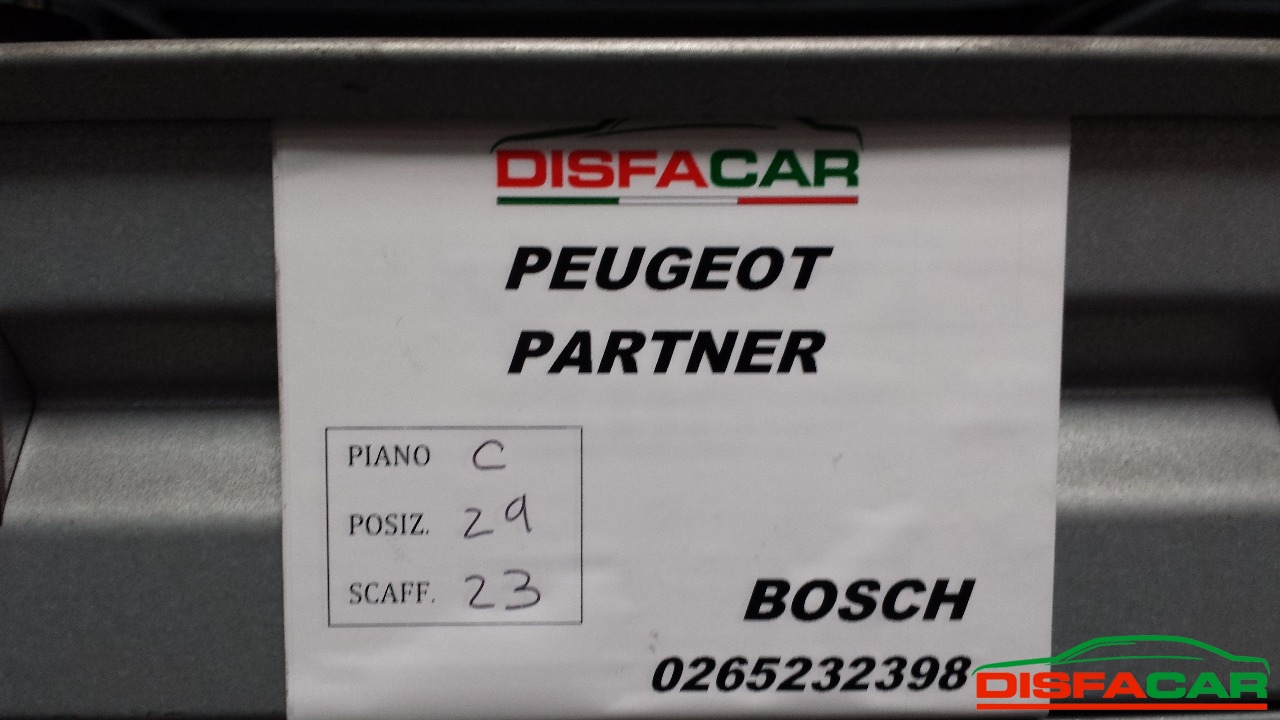 DISFACAR
PEUGEOT
PARTNER
PIANO C
POSIZ. 29
SCAFF. 23
BOSCH
0265232398
DISFACAR